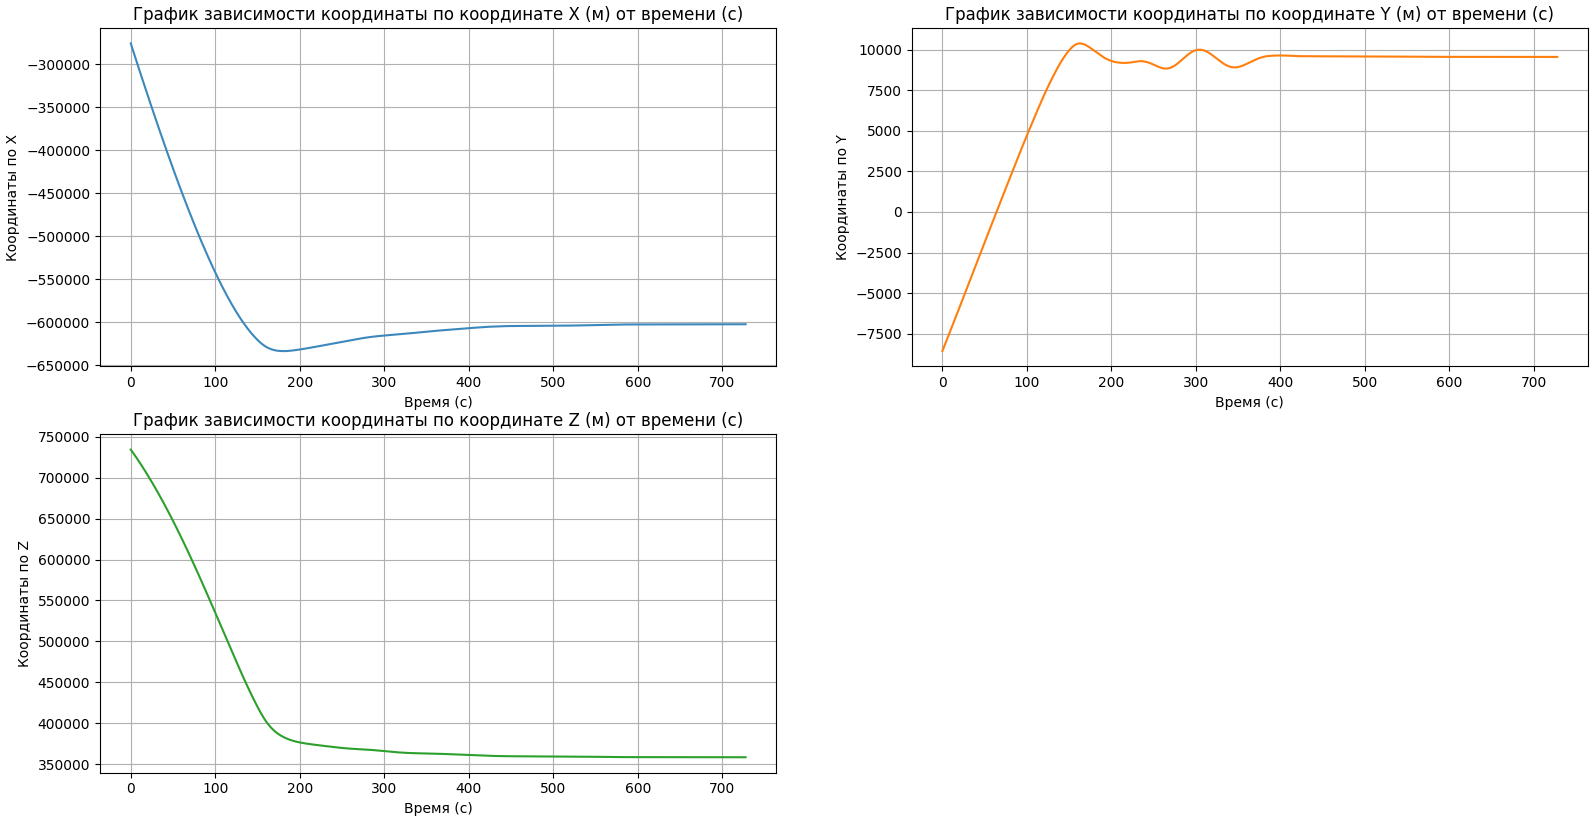 График зависимости координаты по координате X (м) от времени (с)
Координаты по X
−300000
−350000
−400000
−450000
−500000
−550000
−600000
−650000
0 100 200 300 400 500 600 700
Время (с)
График зависимости координаты по координате Y (м) от времени (с)
Координаты по Y
10000
7500
5000
2500
0
−2500
−5000
−7500
0 100 200 300 400 500 600 700
Время (с)
График зависимости координаты по координате Z (м) от времени (с)
Координаты по Z
750000
700000
650000
600000
550000
500000
450000
400000
350000
0 100 200 300 400 500 600 700
Время (с)